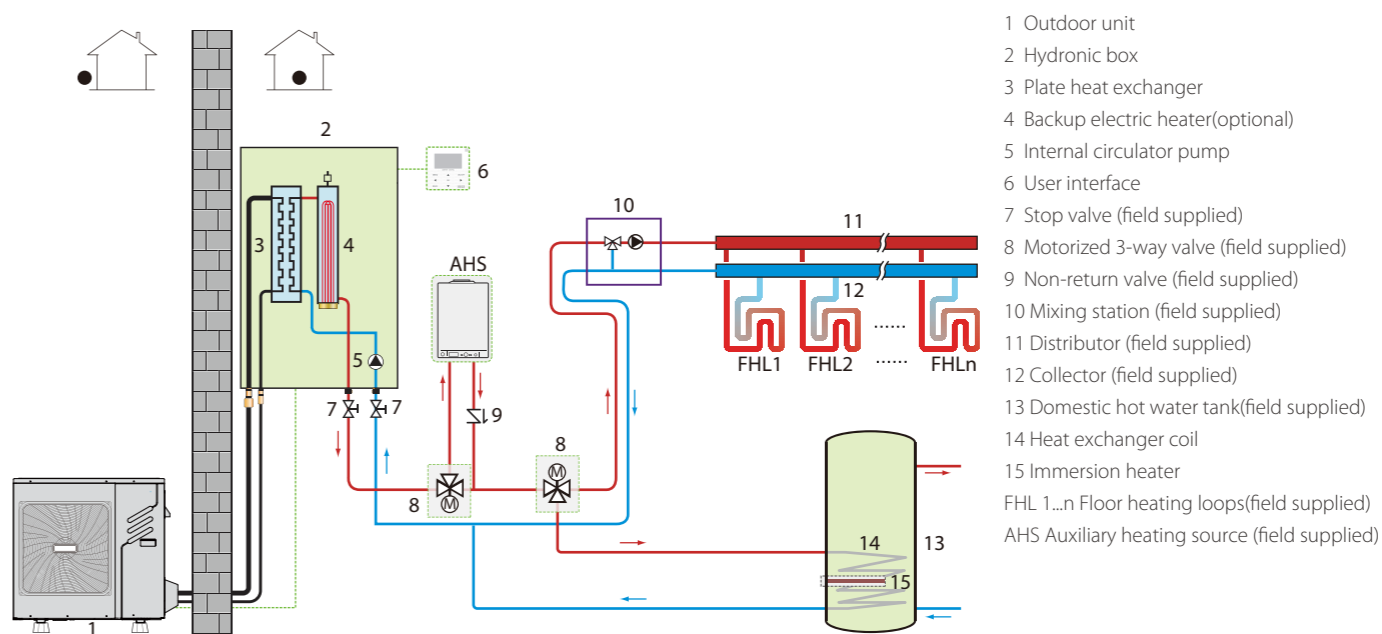 2
6
3
4
5
7
7
AHS
9
8
8
10
11
12
......
......
FHL1
FHL2
FHLn
M
M
14
13
15
1
1 Outdoor unit
2 Hydronic box
3 Plate heat exchanger
4 Backup electric heater(optional)
5 Internal circulator pump
6 User interface
7 Stop valve (field supplied)
8 Motorized 3-way valve (field supplied)
9 Non-return valve (field supplied)
10 Mixing station (field supplied)
11 Distributor (field supplied)
12 Collector (field supplied)
13 Domestic hot water tank(field supplied)
14 Heat exchanger coil
15 Immersion heater
FHL 1...n Floor heating loops(field supplied)
AHS Auxiliary heating source (field supplied)